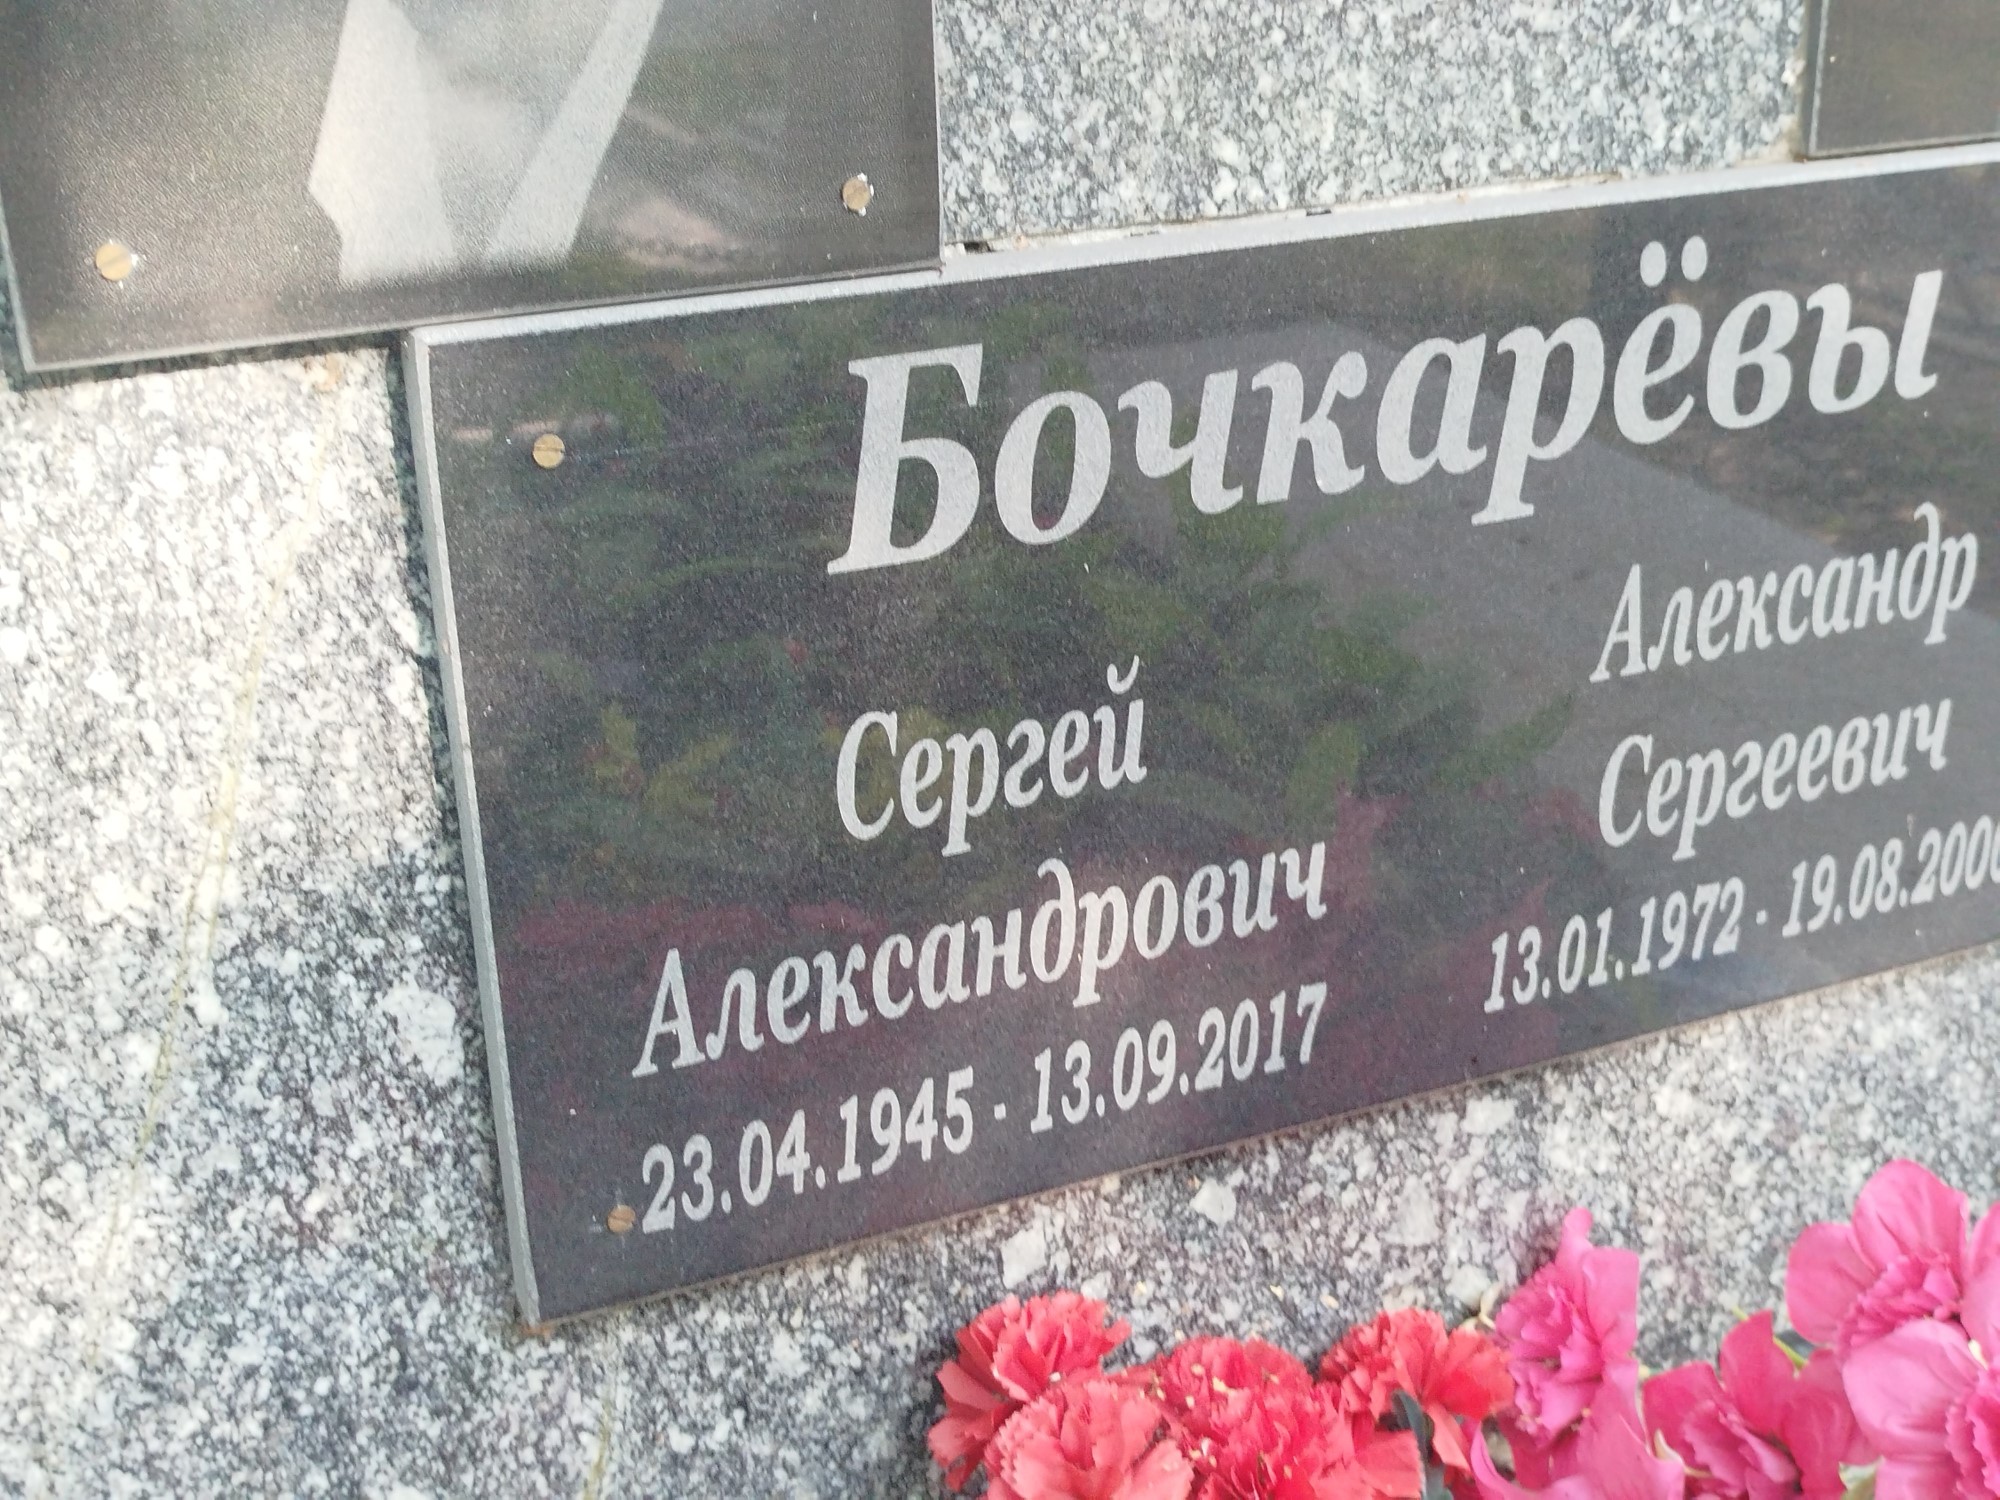 Бочкарёвы
Сергей
Александрович
23.04.1945 - 13.09.2017
Александр
Сергеевич
13.01.1972 - 19.08.200